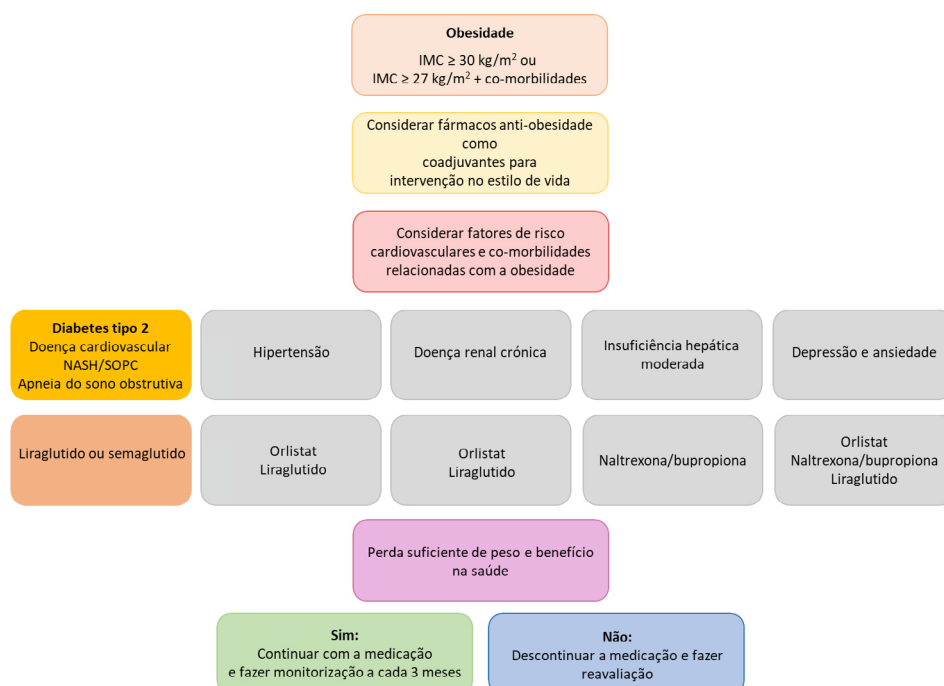 Obesidade
IMC ≥ 30 kg/m² ou
IMC ≥ 27 kg/m² + co-morbilidades
Considerar fármacos anti-obesidade
como
coadjuvantes para
intervenção no estilo de vida
Considerar fatores de risco
cardiovasculares e co-morbilidades
relacionadas com a obesidade
Diabetes tipo 2
Doença cardiovascular
NASH/SOPC
Apneia do sono obstrutiva
Hipertensão
Doença renal crónica
Insuficiência hepática
moderada
Depressão e ansiedade
Liraglutido ou semaglutido
Orlistat
Liraglutido
Orlistat
Liraglutido
Naltrexona/bupropiona
Orlistat
Naltrexona/bupropiona
Liraglutido
Perda suficiente de peso e benefício
na saúde
Sim:
Continuar com a medicação
e fazer monitorização a cada 3 meses
Não:
Descontinuar a medicação e fazer
reavaliação